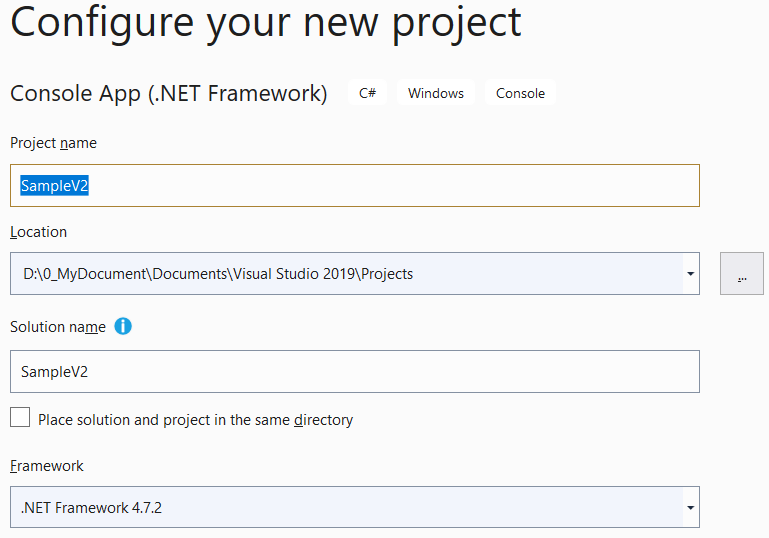 Configure your new project
Console App (.NET Framework) C# Windows Console
Project name
SampleV2
Location
D:\0_MyDocument\Documents\Visual Studio 2019\Projects
...
Solution name
SampleV2
Place solution and project in the same directory
Framework
.NET Framework 4.7.2